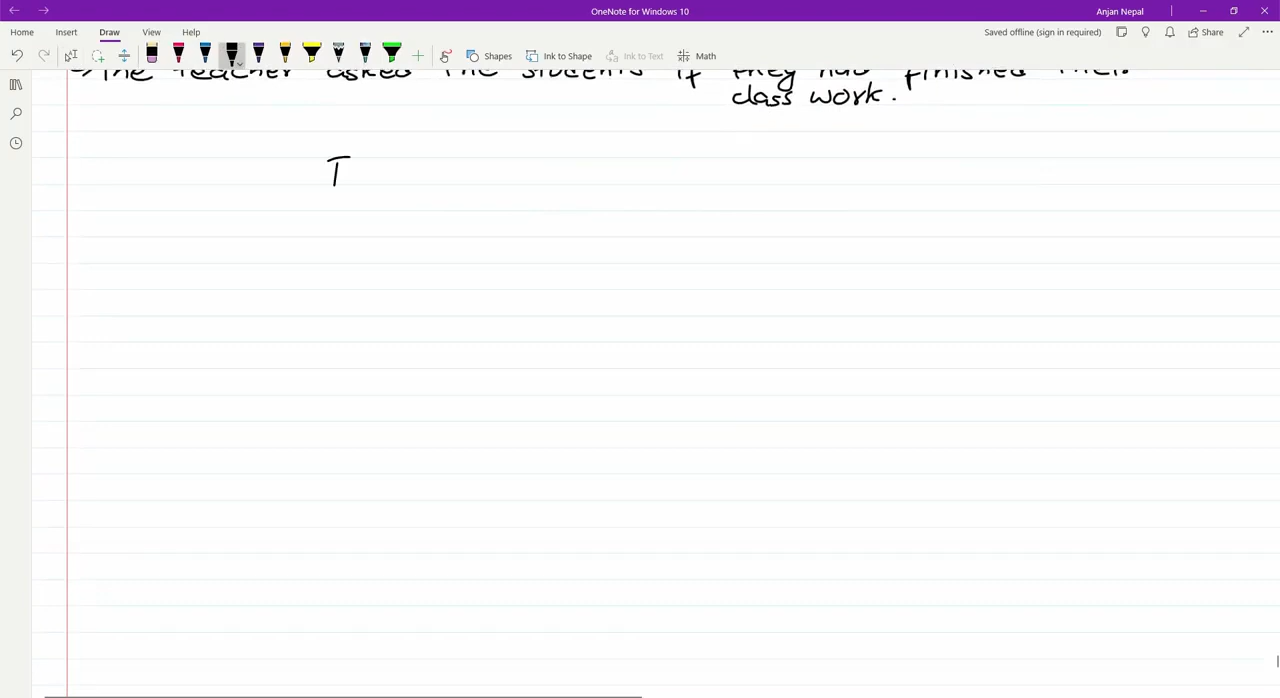 OneNote for Windows 10
Anjan Nepal
Home Insert Draw View Help
Saved offline (sign in required) Share
Shapes Ink to Shape Ink to Text Math
The teacher asked the students if they had finished their
class work.
T